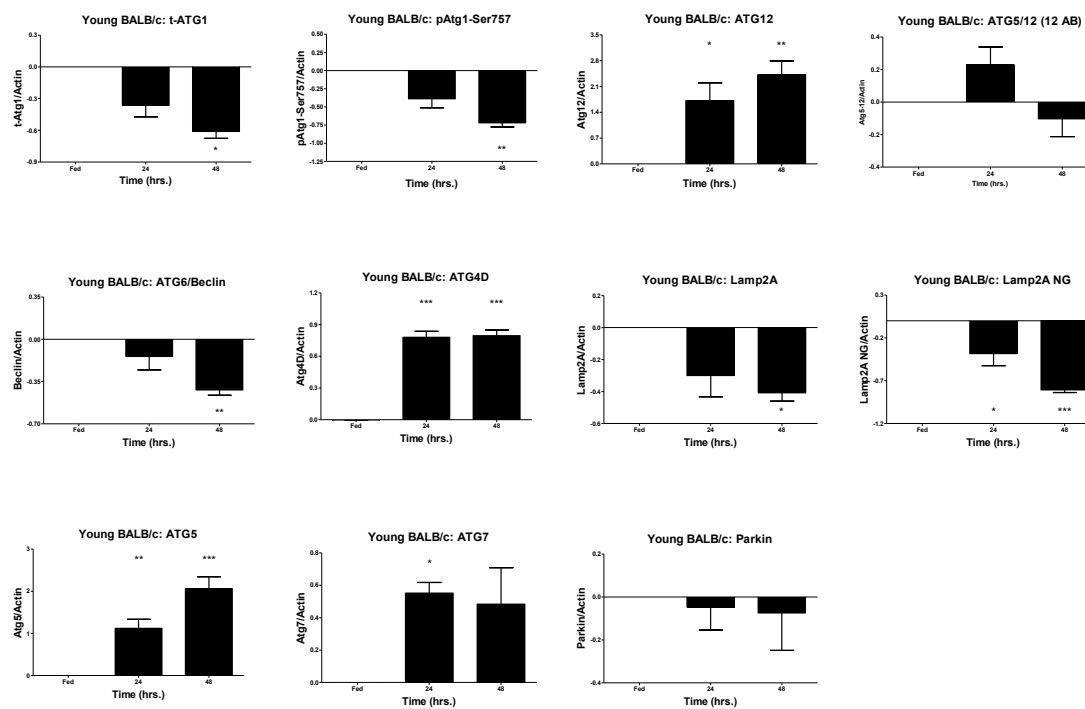 Young BALB/c: t-ATG1
t-Atg1/Actin
0.3
0.0
-0.3
-0.6
-0.9
*
Fed 24 48
Time (hrs.)
Young BALB/c: pAtg1-Ser757
pAtg1-Ser757/Actin
0.50
0.25
0.00
-0.25
-0.50
-0.75
-1.00
-1.25
**
Fed 24 48
Time (hrs.)
Young BALB/c: ATG12
Atg12/Actin
3.5
2.8
2.1
1.4
0.7
0.0
* **
Fed 24 48
Time (hrs.)
Young BALB/c: ATG5/12 (12 AB)
Atg5-12/Actin
0.4
0.2
0.0
-0.2
-0.4
Fed 24 48
Time (hrs.)
Young BALB/c: ATG6/Beclin
Beclin/Actin
0.35
0.00
-0.35
-0.70
**
Fed 24 48
Time (hrs.)
Young BALB/c: ATG4D
Atg4D/Actin
1.2
0.9
0.6
0.3
0.0
*** ***
Fed 24 48
Time (hrs.)
Young BALB/c: Lamp2A
Lamp2A/Actin
0.2
0.0
-0.2
-0.4
-0.6
*
Fed 24 48
Time (hrs.)
Young BALB/c: Lamp2A NG
Lamp2A NG/Actin
0.3
-0.2
-0.7
-1.2
* ***
Fed 24 48
Time (hrs.)
Young BALB/c: ATG5
Atg5/Actin
3
2
1
0
** ***
Fed 24 48
Time (hrs.)
Young BALB/c: ATG7
Atg7/Actin
0.8
0.6
0.4
0.2
0.0
*
Fed 24 48
Time (hrs.)
Young BALB/c: Parkin
Parkin/Actin
0.2
0.0
-0.2
-0.4
Fed 24 48
Time (hrs.)